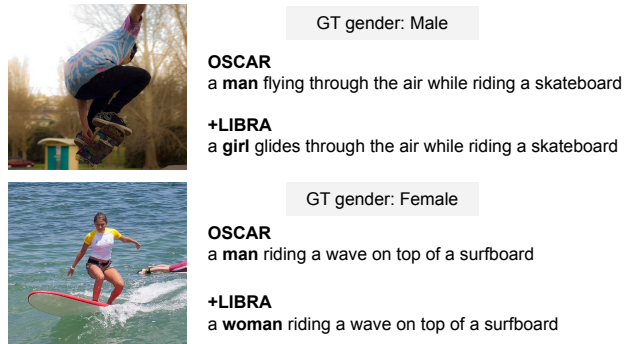 GT gender: Male
OSCAR
a man flying through the air while riding a skateboard
+LIBRA
a girl glides through the air while riding a skateboard
GT gender: Female
OSCAR
a man riding a wave on top of a surfboard
+LIBRA
a woman riding a wave on top of a surfboard